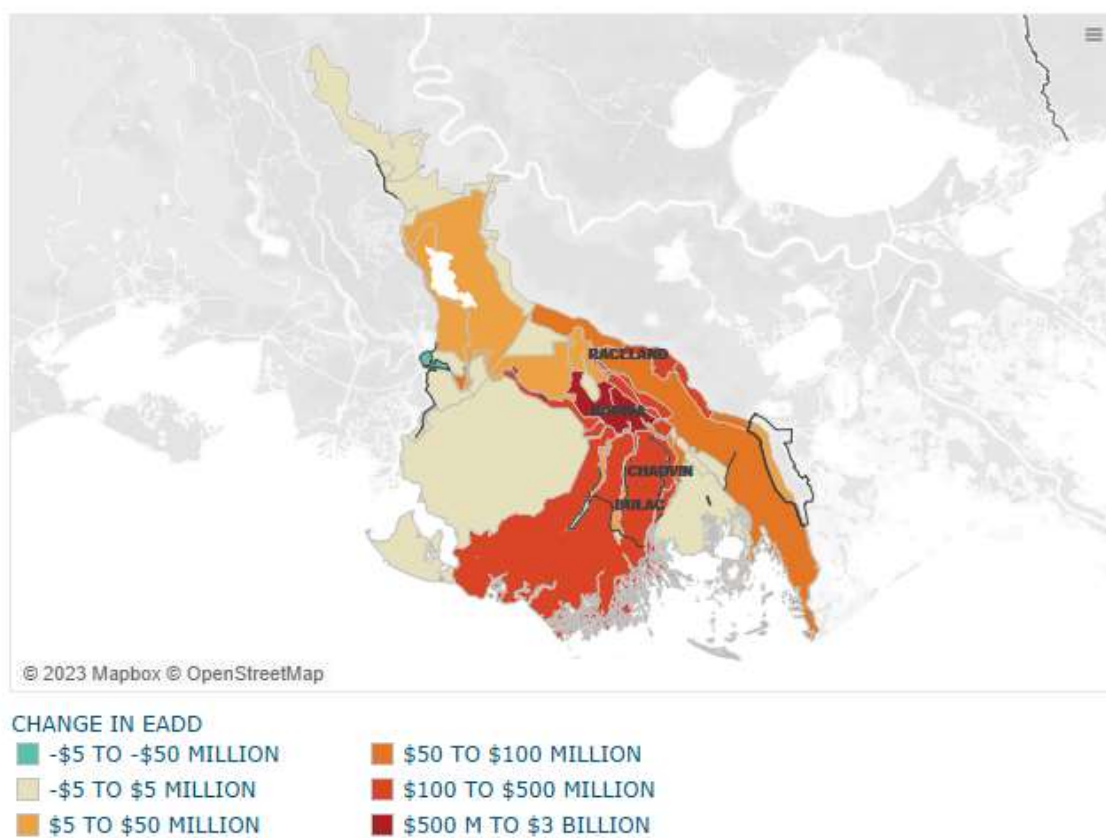 RACELAND
HOUMA
CHAUVIN
DULAC
© 2023 Mapbox © OpenStreetMap
CHANGE IN EADD
-$5 TO -$50 MILLION
-$5 TO $5 MILLION
$5 TO $50 MILLION
$50 TO $100 MILLION
$100 TO $500 MILLION
$500 M TO $3 BILLION